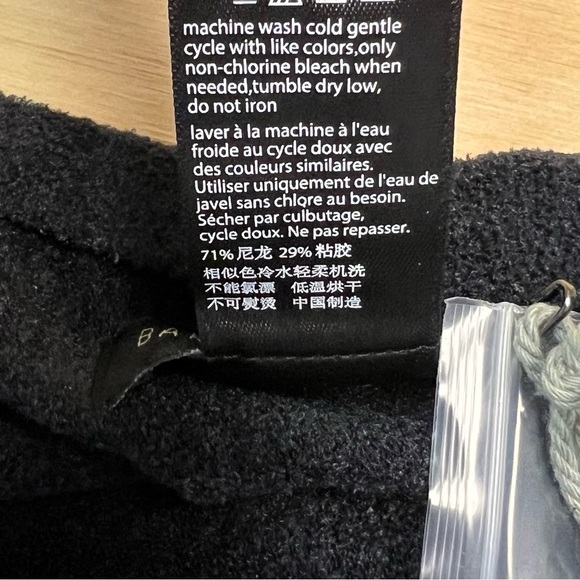 machine wash cold gentle
cycle with like colors,only
non-chlorine bleach when
needed,tumble dry low,
do not iron
laver à la machine à l'eau
froide au cycle doux avec
des couleurs similaires.
Utiliser uniquement de l'eau de
javel sans chlore au besoin.
Sécher par culbutage,
cycle doux. Ne pas repasser.
71% 尼龙 29% 粘胶
相似色冷水轻柔机洗
不能氯漂 低温烘干
不可熨烫 中国制造
BA